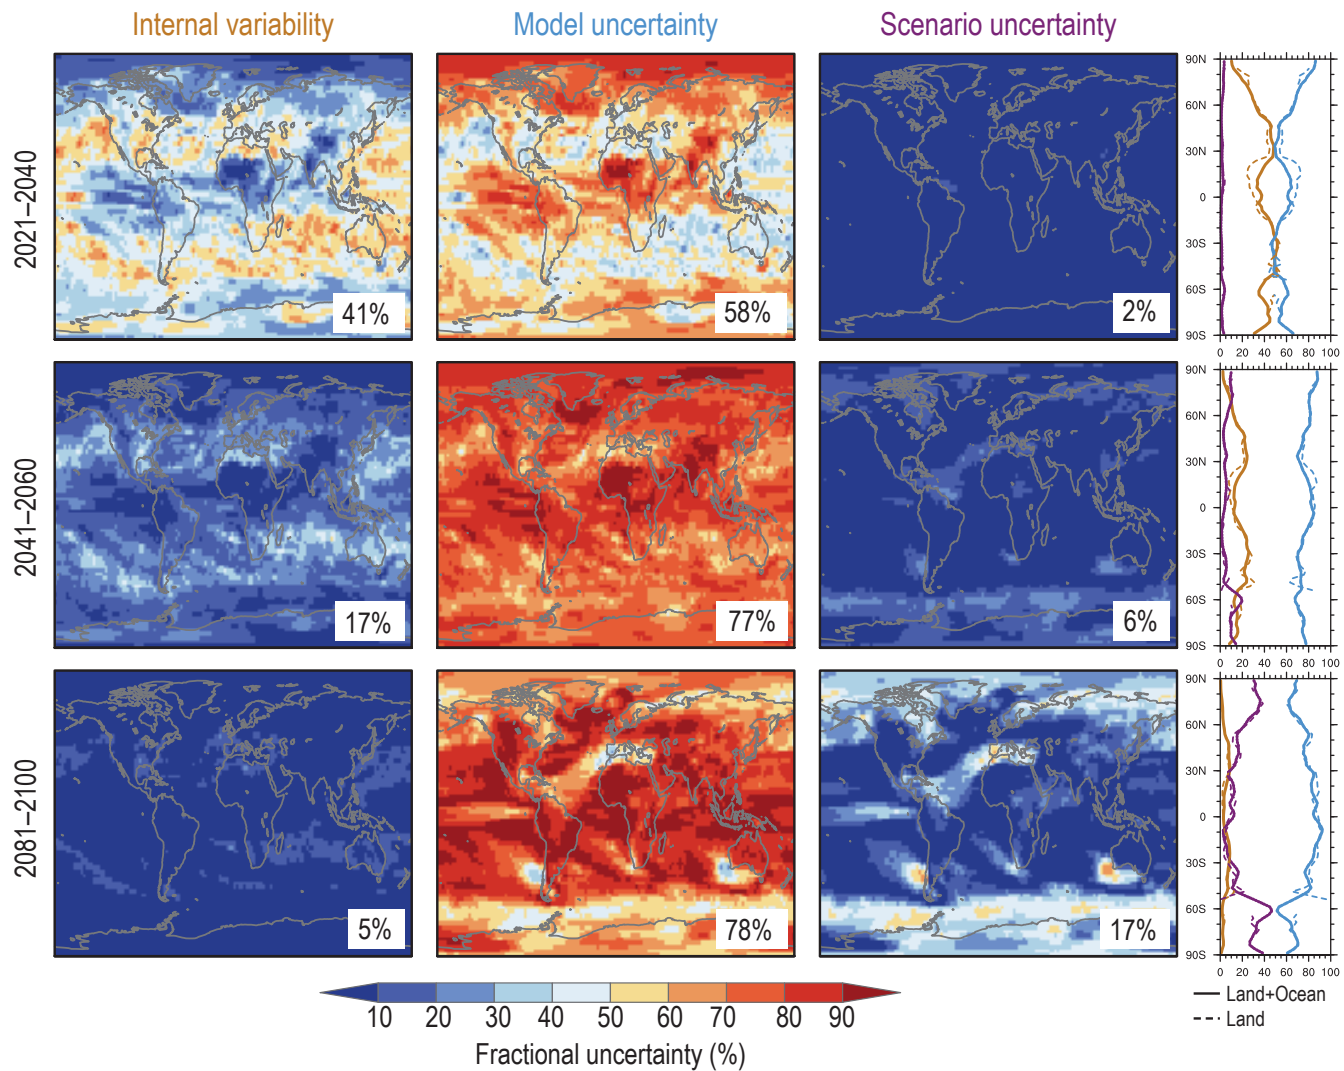 Internal variability
Model uncertainty
Scenario uncertainty
2021–2040
41%
58%
2%
90N
60N
30N
0
30S
60S
90S
0 20 40 60 80 100
2041–2060
17%
77%
6%
90N
60N
30N
0
30S
60S
90S
0 20 40 60 80 100
2081–2100
5%
78%
17%
90N
60N
30N
0
30S
60S
90S
0 20 40 60 80 100
10 20 30 40 50 60 70 80 90
Fractional uncertainty (%)
Land+Ocean
Land